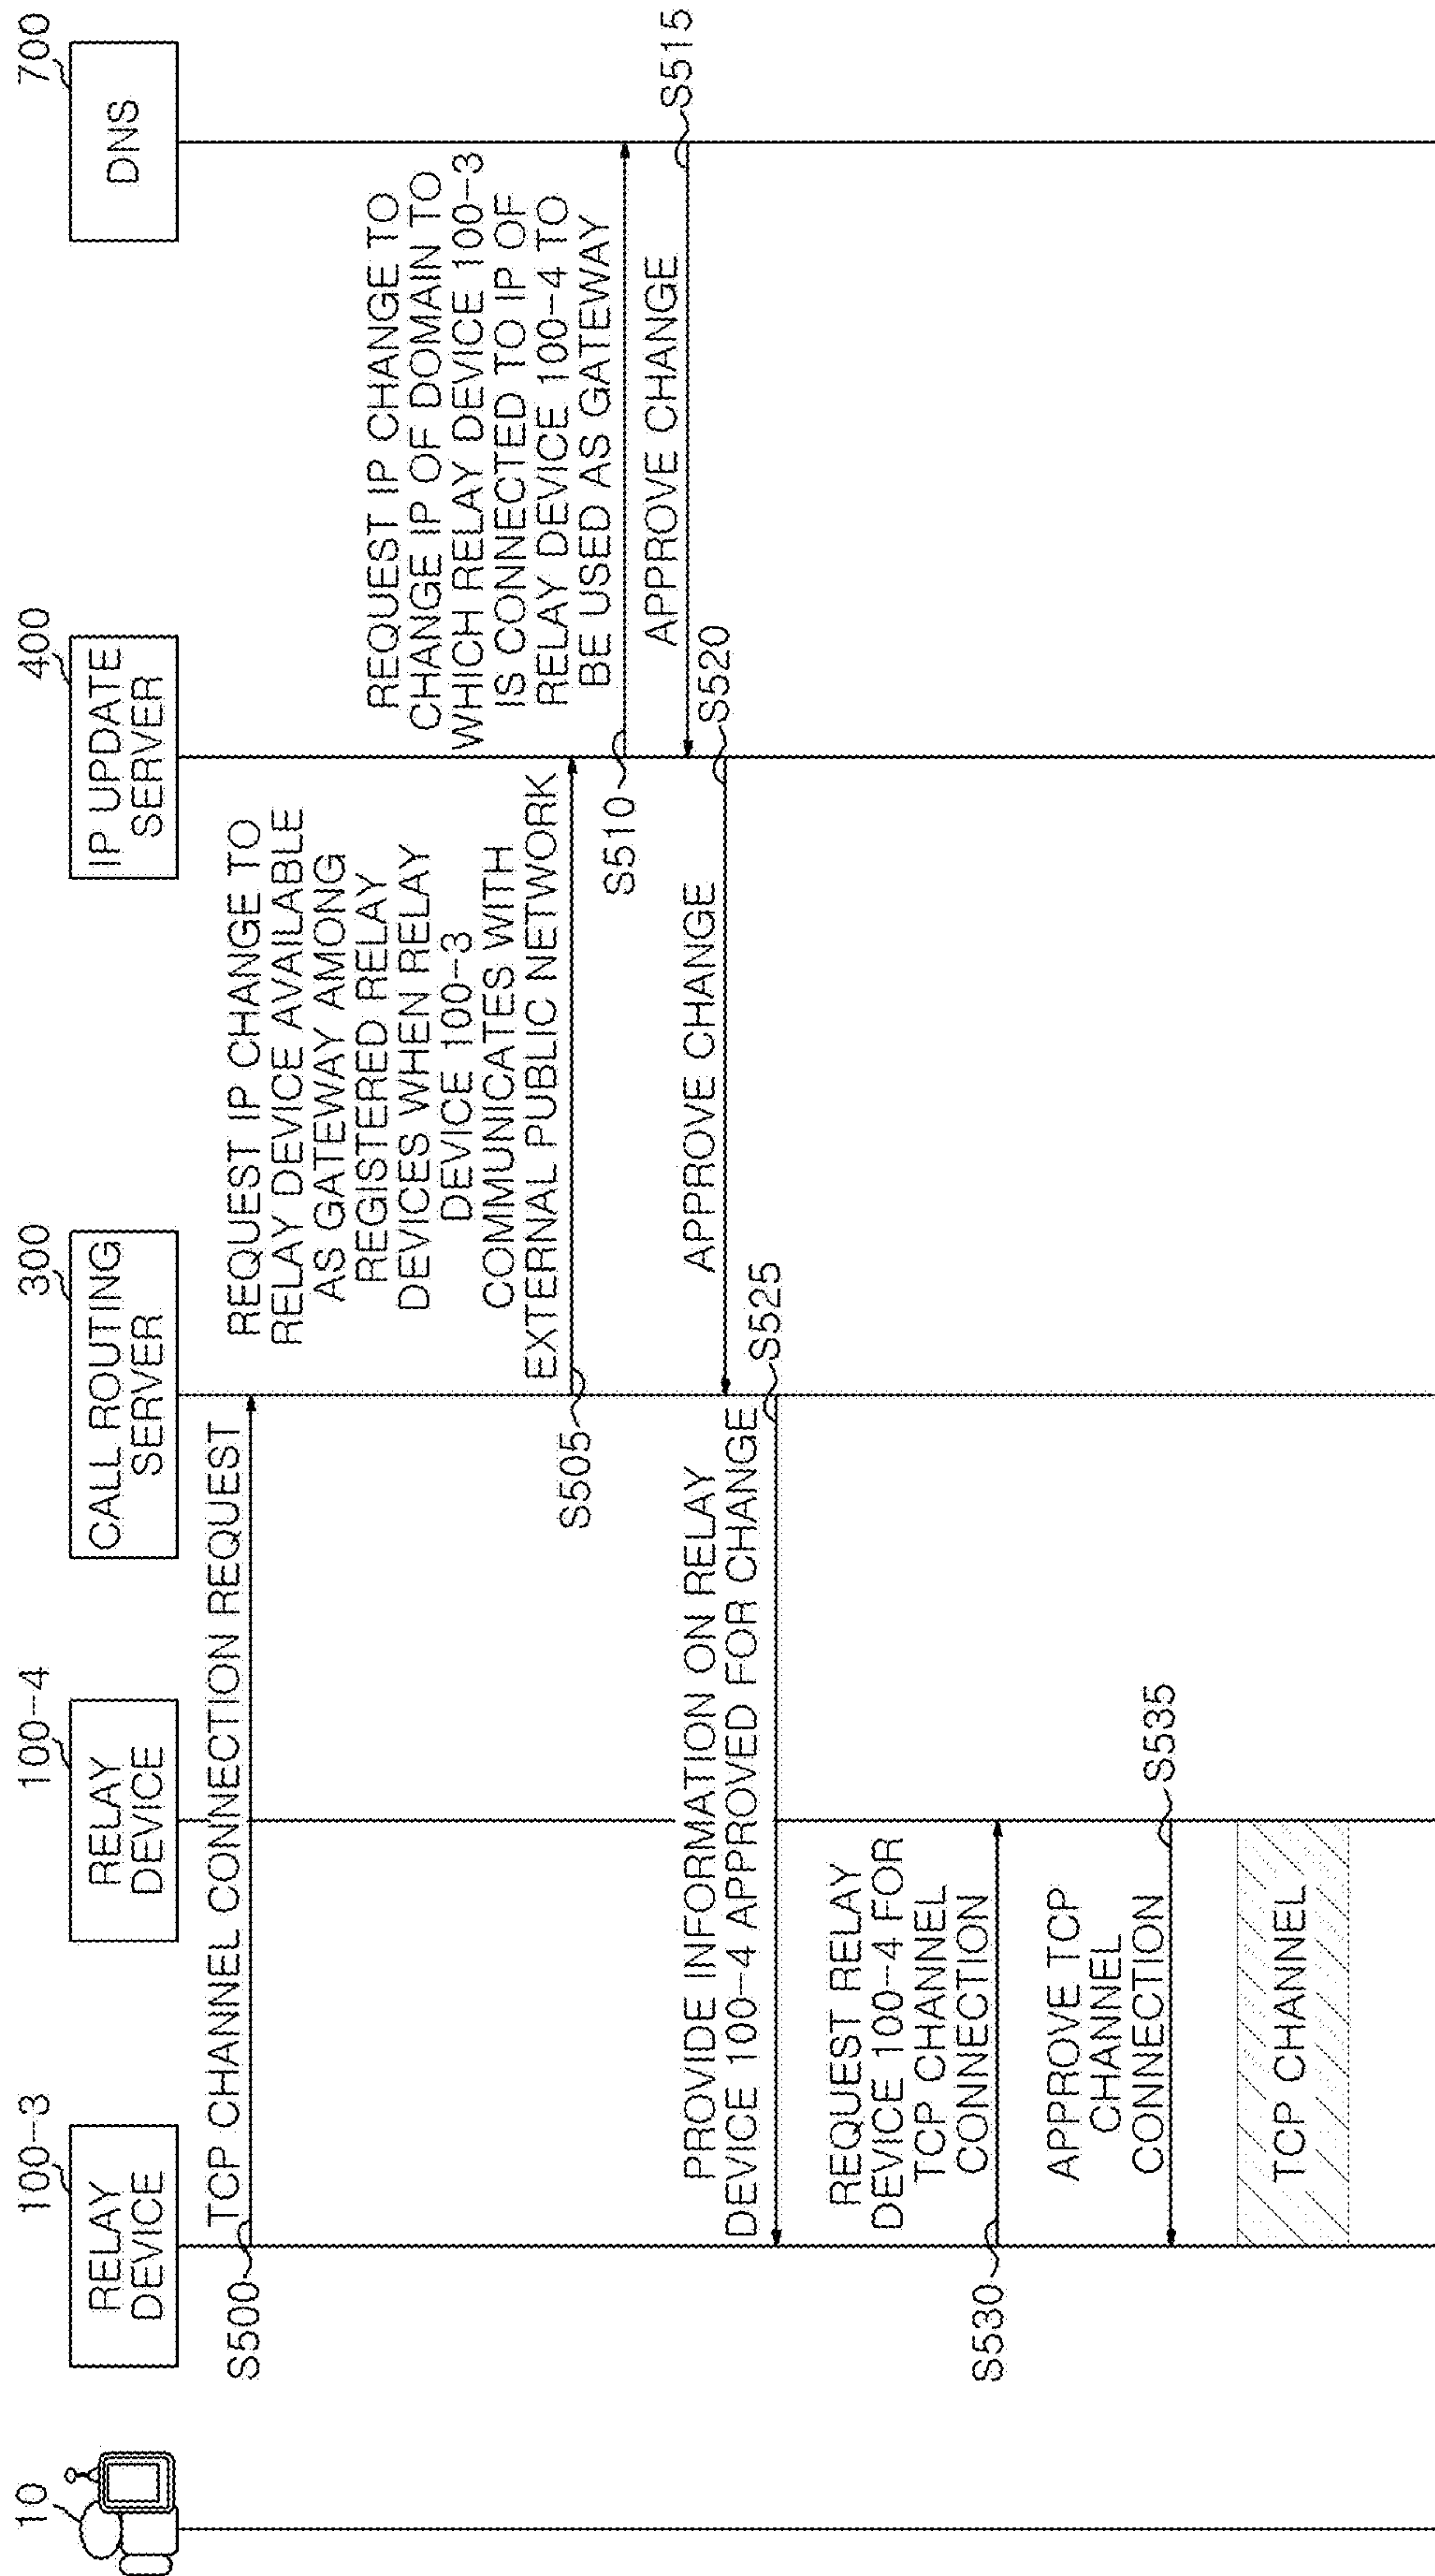 10
100-3
RELAY
DEVICE
100-4
RELAY
DEVICE
300
CALL ROUTING
SERVER
400
IP UPDATE
SERVER
700
DNS
S500
TCP CHANNEL CONNECTION REQUEST
REQUEST IP CHANGE TO
RELAY DEVICE AVAILABLE
AS GATEWAY AMONG
REGISTERED RELAY
DEVICES WHEN RELAY
DEVICE 100-3
COMMUNICATES WITH
EXTERNAL PUBLIC NETWORK
S505
REQUEST IP CHANGE TO
CHANGE IP OF DOMAIN TO
WHICH RELAY DEVICE 100-3
IS CONNECTED TO IP OF
RELAY DEVICE 100-4 TO
BE USED AS GATEWAY
S510
APPROVE CHANGE
S515
APPROVE CHANGE
S520
PROVIDE INFORMATION ON RELAY
DEVICE 100-4 APPROVED FOR CHANGE
S525
REQUEST RELAY
DEVICE 100-4 FOR
TCP CHANNEL
CONNECTION
S530
APPROVE TCP
CHANNEL
CONNECTION
S535
TCP CHANNEL